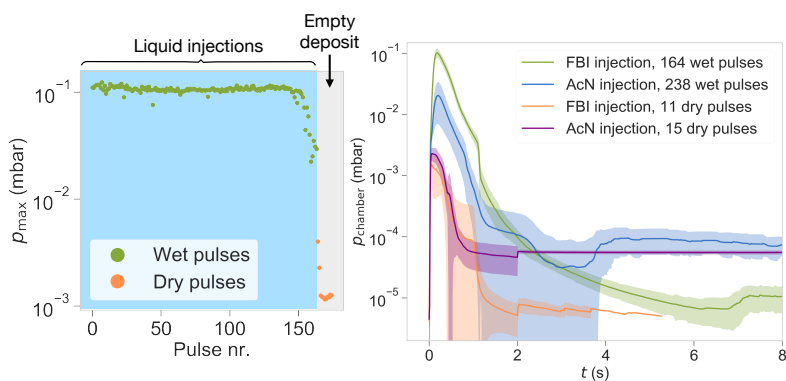 Liquid injections
Empty
deposit
10⁻¹
10⁻²
10⁻³
p_max (mbar)
Wet pulses
Dry pulses
0
50
100
150
Pulse nr.
10⁻¹
10⁻²
10⁻³
10⁻⁴
10⁻⁵
p_chamber (mbar)
FBI injection, 164 wet pulses
AcN injection, 238 wet pulses
FBI injection, 11 dry pulses
AcN injection, 15 dry pulses
0
2
4
6
8
t (s)